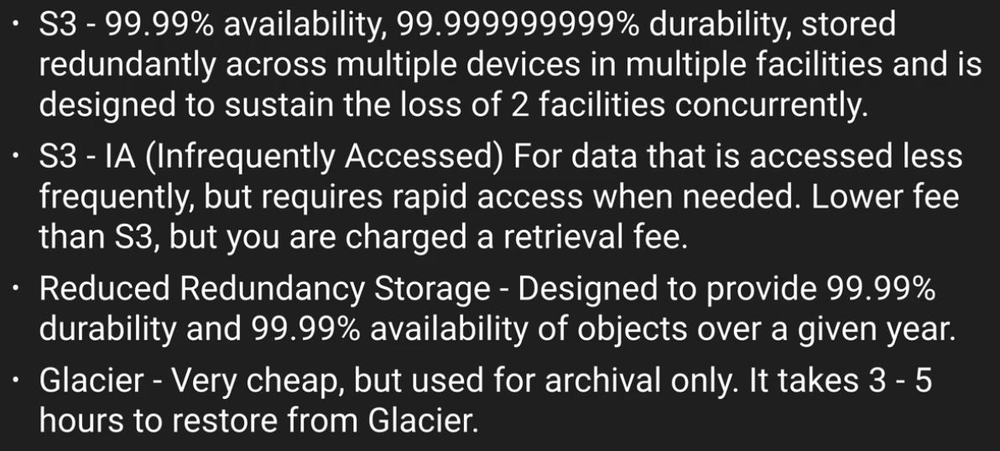 • S3 - 99.99% availability, 99.999999999% durability, stored
redundantly across multiple devices in multiple facilities and is
designed to sustain the loss of 2 facilities concurrently.
• S3 - IA (Infrequently Accessed) For data that is accessed less
frequently, but requires rapid access when needed. Lower fee
than S3, but you are charged a retrieval fee.
• Reduced Redundancy Storage - Designed to provide 99.99%
durability and 99.99% availability of objects over a given year.
• Glacier - Very cheap, but used for archival only. It takes 3 - 5
hours to restore from Glacier.